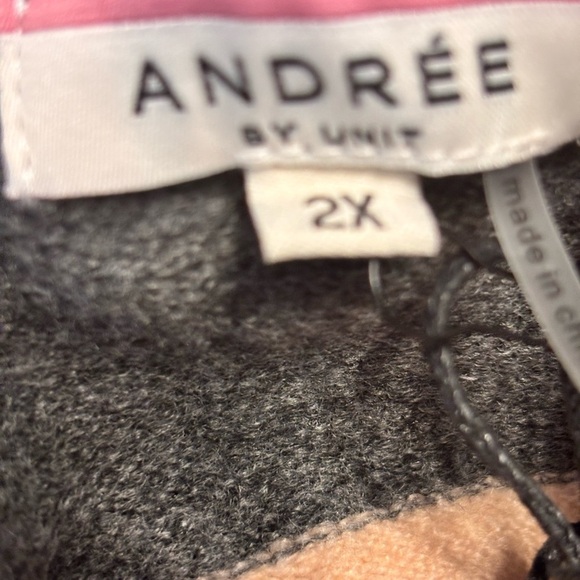 ANDRÉE
BY UNIT
2X
made in